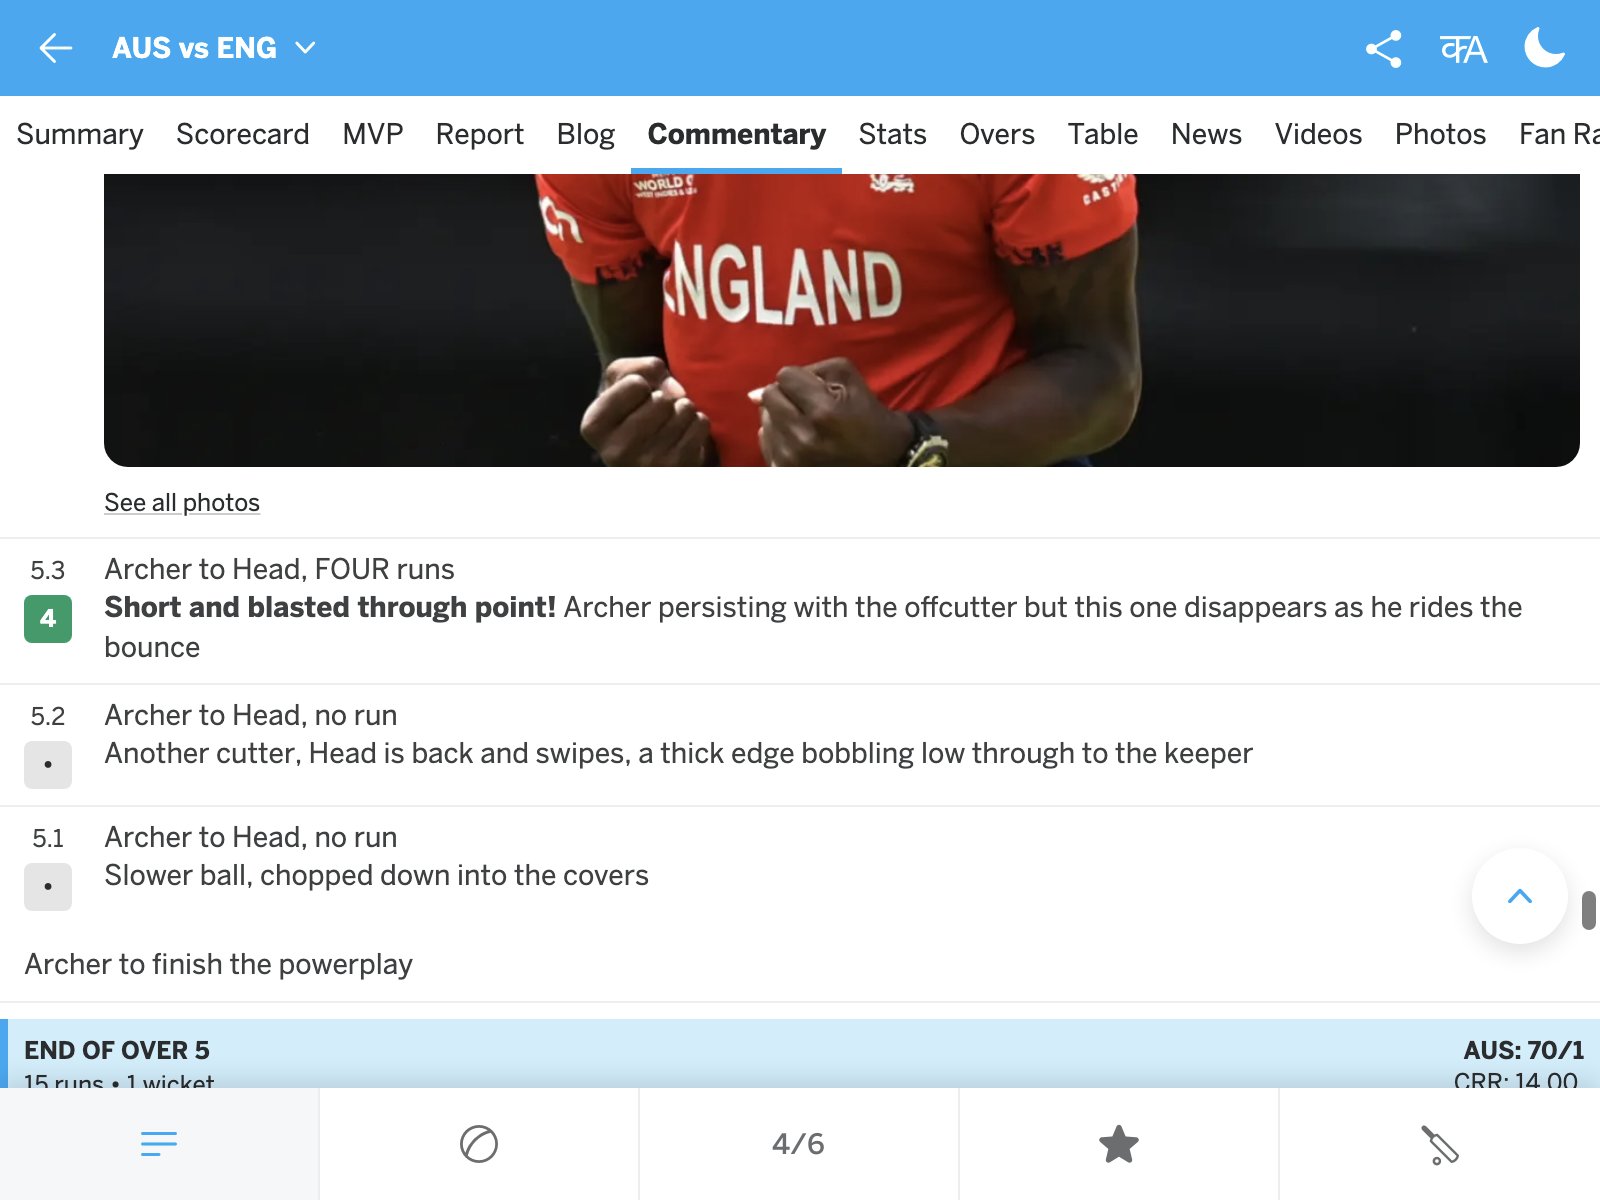 AUS vs ENG
Summary Scorecard MVP Report Blog Commentary Stats Overs Table News Videos Photos Fan Ra
WORLD C
CAST
ENGLAND
See all photos
5.3 Archer to Head, FOUR runs
4 Short and blasted through point! Archer persisting with the offcutter but this one disappears as he rides the
bounce
5.2 Archer to Head, no run
• Another cutter, Head is back and swipes, a thick edge bobbling low through to the keeper
5.1 Archer to Head, no run
• Slower ball, chopped down into the covers
Archer to finish the powerplay
END OF OVER 5 AUS: 70/1
15 runs • 1 wicket CRR: 14.00
4/6